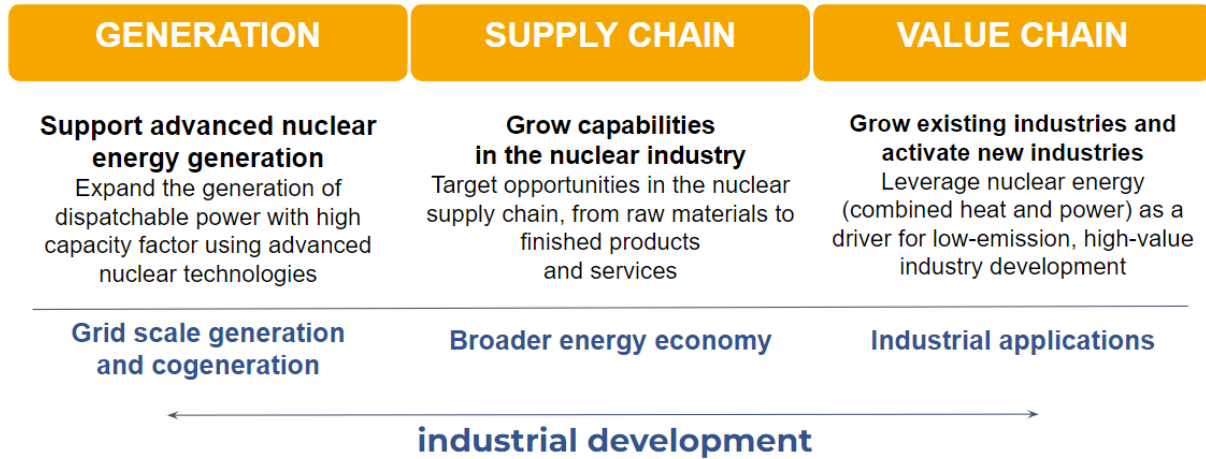 GENERATION
SUPPLY CHAIN
VALUE CHAIN
Support advanced nuclear
energy generation
Expand the generation of
dispatchable power with high
capacity factor using advanced
nuclear technologies
Grow capabilities
in the nuclear industry
Target opportunities in the nuclear
supply chain, from raw materials to
finished products
and services
Grow existing industries and
activate new industries
Leverage nuclear energy
(combined heat and power) as a
driver for low-emission, high-value
industry development
Grid scale generation
and cogeneration
Broader energy economy
Industrial applications
industrial development